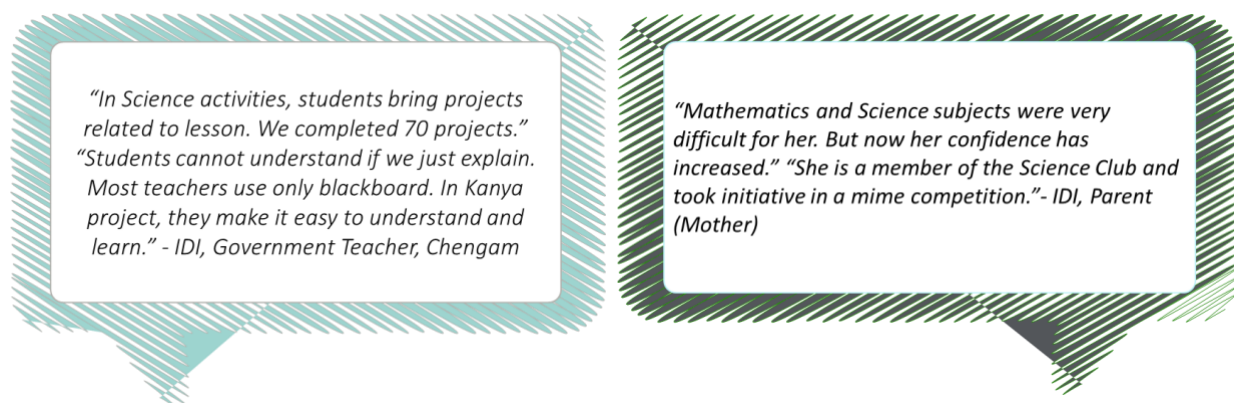 “In Science activities, students bring projects
related to lesson. We completed 70 projects.”
“Students cannot understand if we just explain.
Most teachers use only blackboard. In Kanya
project, they make it easy to understand and
learn.” - IDI, Government Teacher, Chengam
“Mathematics and Science subjects were very
difficult for her. But now her confidence has
increased.” “She is a member of the Science Club and
took initiative in a mime competition.”- IDI, Parent
(Mother)